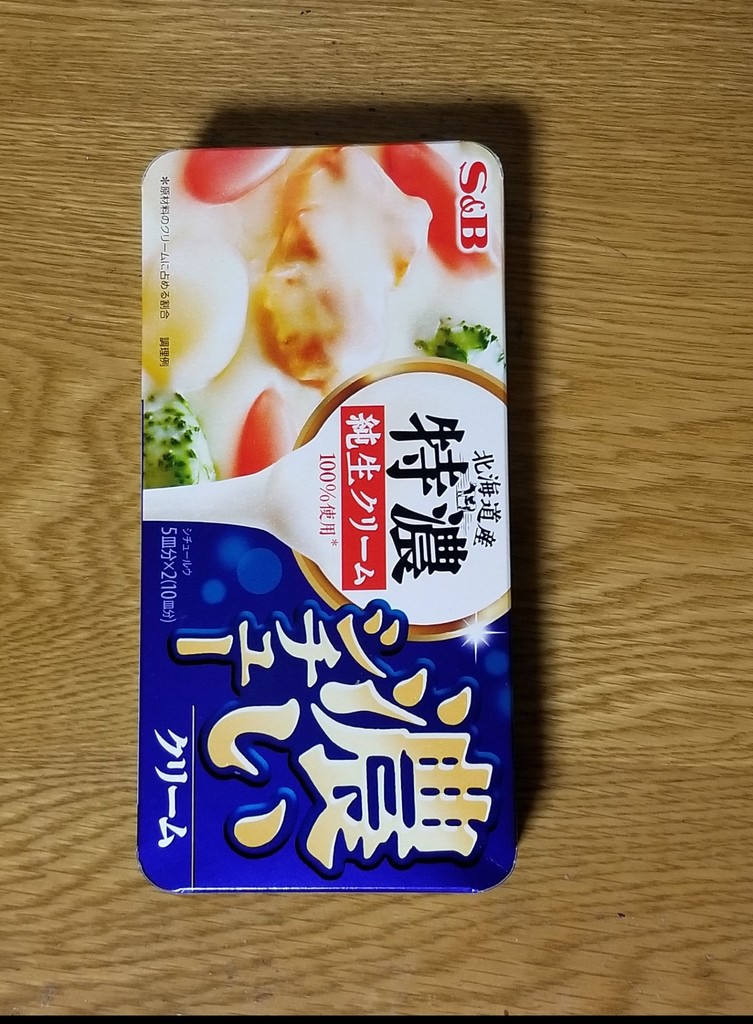 S&B
北海道産
特濃
純生クリーム
100%使用*
濃い
シチュー
クリーム
シチュールウ
5皿分×2(10皿分)
*原材料のクリームに占める割合 調理例